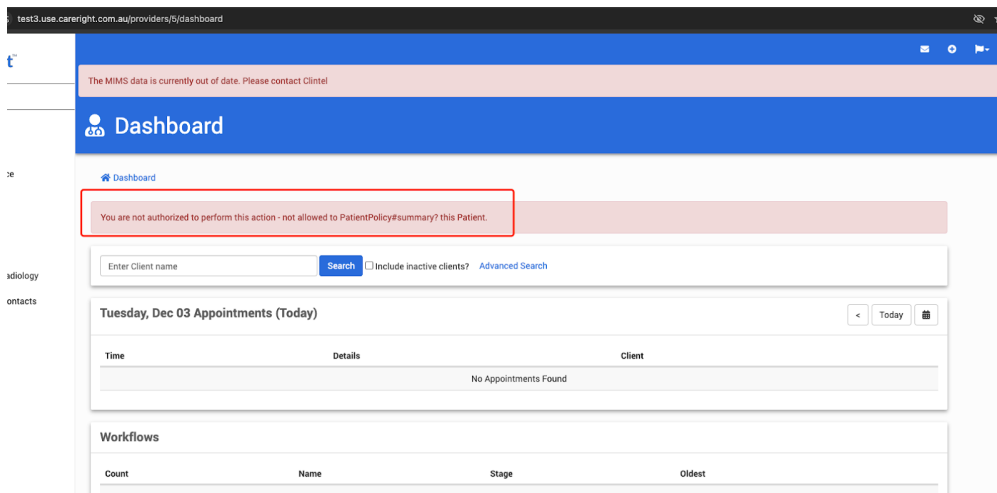 test3.use.careright.com.au/providers/5/dashboard
t™
The MIMS data is currently out of date. Please contact Clintel
Dashboard
ce
Dashboard
You are not authorized to perform this action - not allowed to PatientPolicy#summary? this Patient.
Enter Client name
Search
Include inactive clients?
Advanced Search
adiology
ontacts
Tuesday, Dec 03 Appointments (Today)
<
Today
Time Details Client
No Appointments Found
Workflows
Count Name Stage Oldest